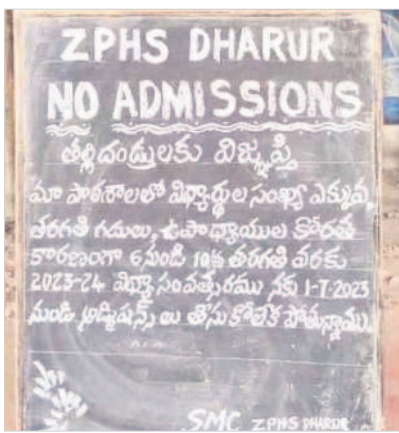 ZPHS DHARUR
NO ADMISSIONS
తల్లిదండ్రులకు విజ్ఞప్తి
మా పాఠశాలలో విద్యార్థుల సంఖ్య ఎక్కువ,
తరగతి గదులు, ఉపాధ్యాయుల కొరత
కారణంగా 6నుండి 10వ తరగతి వరకు
2023-24 విద్యా సంవత్సరము నకు 1-7-2023
నుండి అడ్మిషన్స్ లు తీసుకోలేక పోతున్నాము.
SMC ZPHS DHARUR